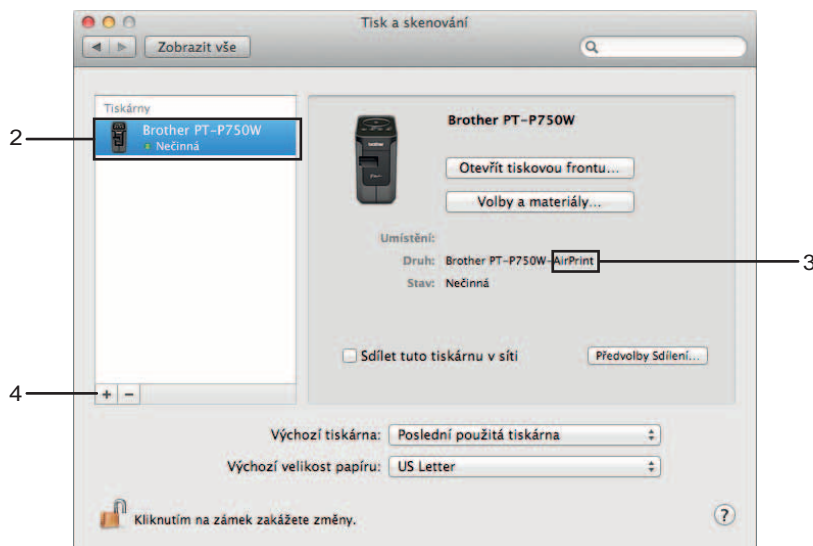 Tisk a skenování
Zobrazit vše
Tiskárny
Brother PT-P750W
Nečinná
2
Brother PT-P750W
Otevřít tiskovou frontu...
Volby a materiály...
Umístění:
Druh: Brother PT-P750W-AirPrint
3
Stav: Nečinná
Sdílet tuto tiskárnu v síti
Předvolby Sdílení...
4
+ −
Výchozí tiskárna: Poslední použitá tiskárna
Výchozí velikost papíru: US Letter
Kliknutím na zámek zakážete změny.
?